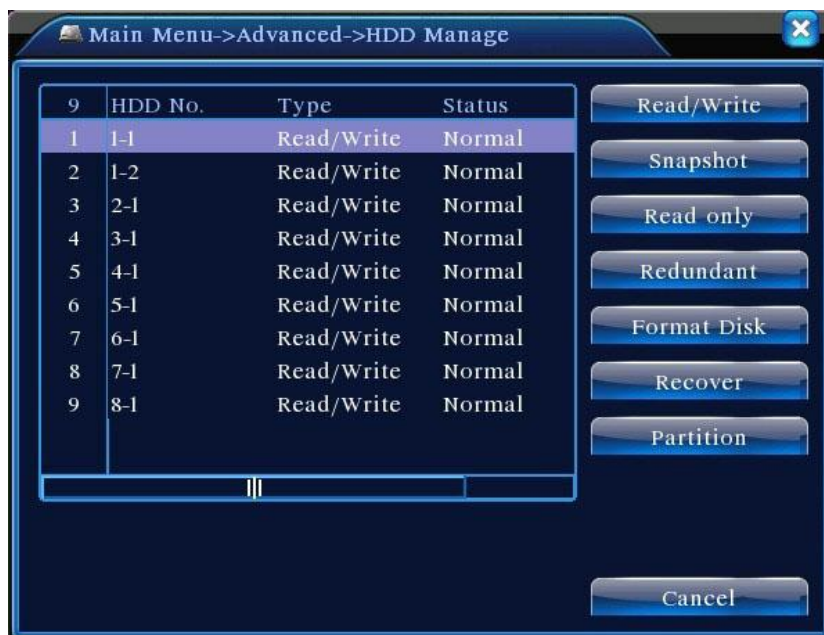 Main Menu->Advanced->HDD Manage
9 HDD No. Type Status
1 1-1 Read/Write Normal
2 1-2 Read/Write Normal
3 2-1 Read/Write Normal
4 3-1 Read/Write Normal
5 4-1 Read/Write Normal
6 5-1 Read/Write Normal
7 6-1 Read/Write Normal
8 7-1 Read/Write Normal
9 8-1 Read/Write Normal
Read/Write
Snapshot
Read only
Redundant
Format Disk
Recover
Partition
Cancel